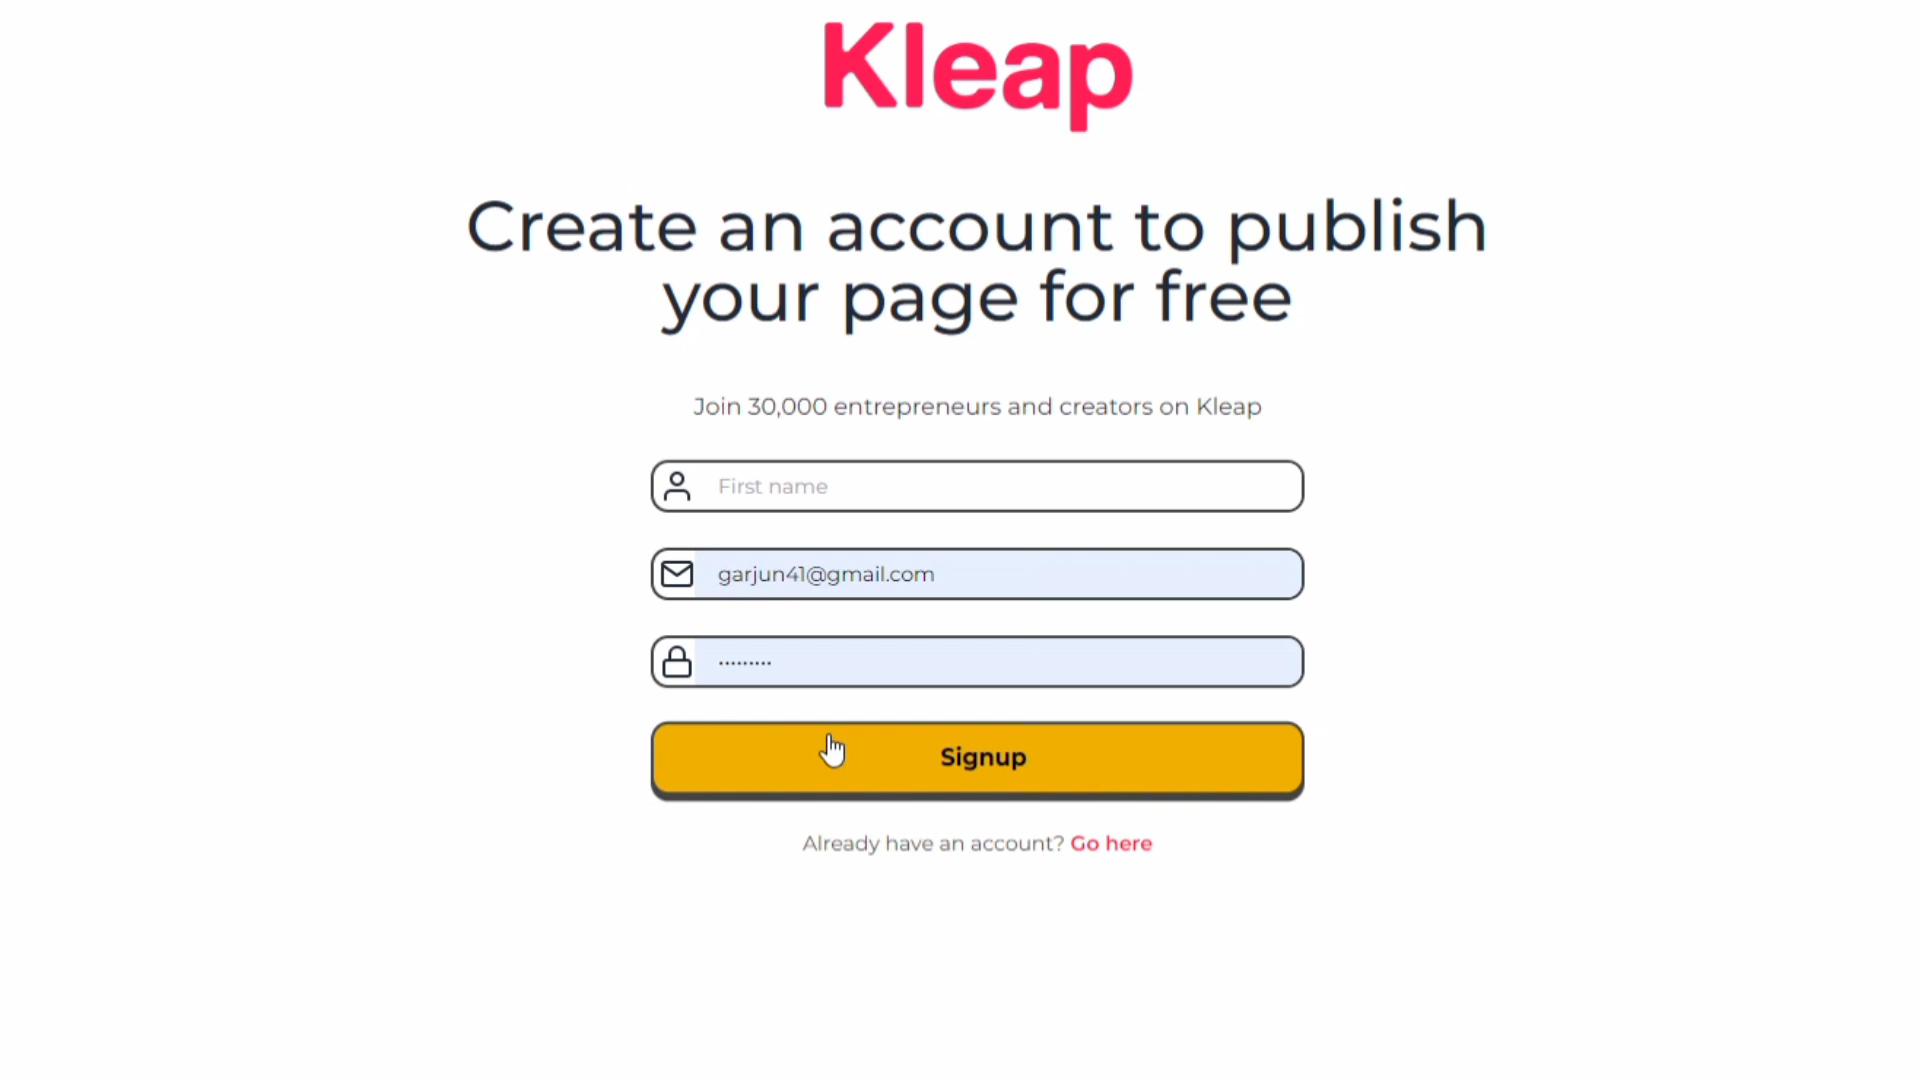 Kleap
Create an account to publish
your page for free
Join 30,000 entrepreneurs and creators on Kleap
First name
garjun41@gmail.com
•••••••••
Signup
Already have an account? Go here